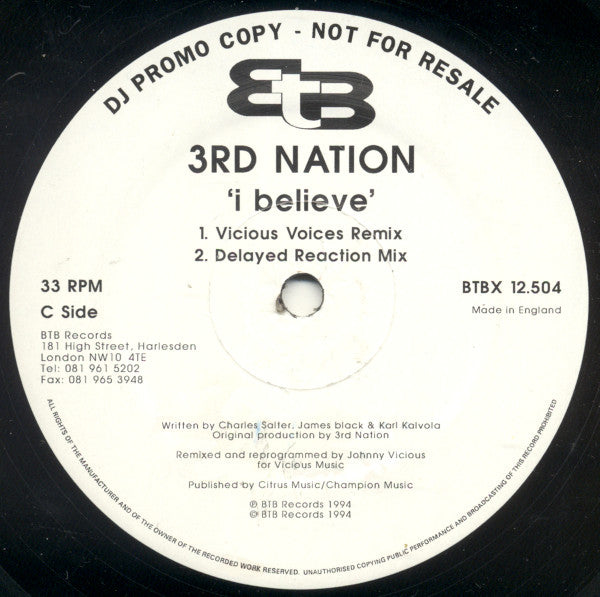 DJ PROMO COPY - NOT FOR RESALE
BtB
3RD NATION
'i believe'
1. Vicious Voices Remix
2. Delayed Reaction Mix
33 RPM
C Side
BTBX 12.504
Made in England
BTB Records
181 High Street, Harlesden
London NW10 4TE
Tel: 081 961 5202
Fax: 081 965 3948
Written by Charles Salter, James black & Karl Kalvola
Original production by 3rd Nation
Remixed and reprogrammed by Johnny Vicious
for Vicious Music
Published by Citrus Music/Champion Music
℗ BTB Records 1994
© BTB Records 1994
ALL RIGHTS OF THE MANUFACTURER AND OF THE OWNER OF THE RECORDED WORK RESERVED. UNAUTHORISED COPYING PUBLIC PERFORMANCE AND BROADCASTING OF THIS RECORD PROHIBITED